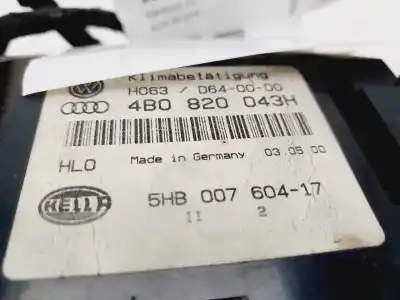 Klimabetätigung
H063 / D64-00-00
4B0 820 043H
HLO Made in Germany 03.05 00
HELLA 5HB 007 604-17
II 2